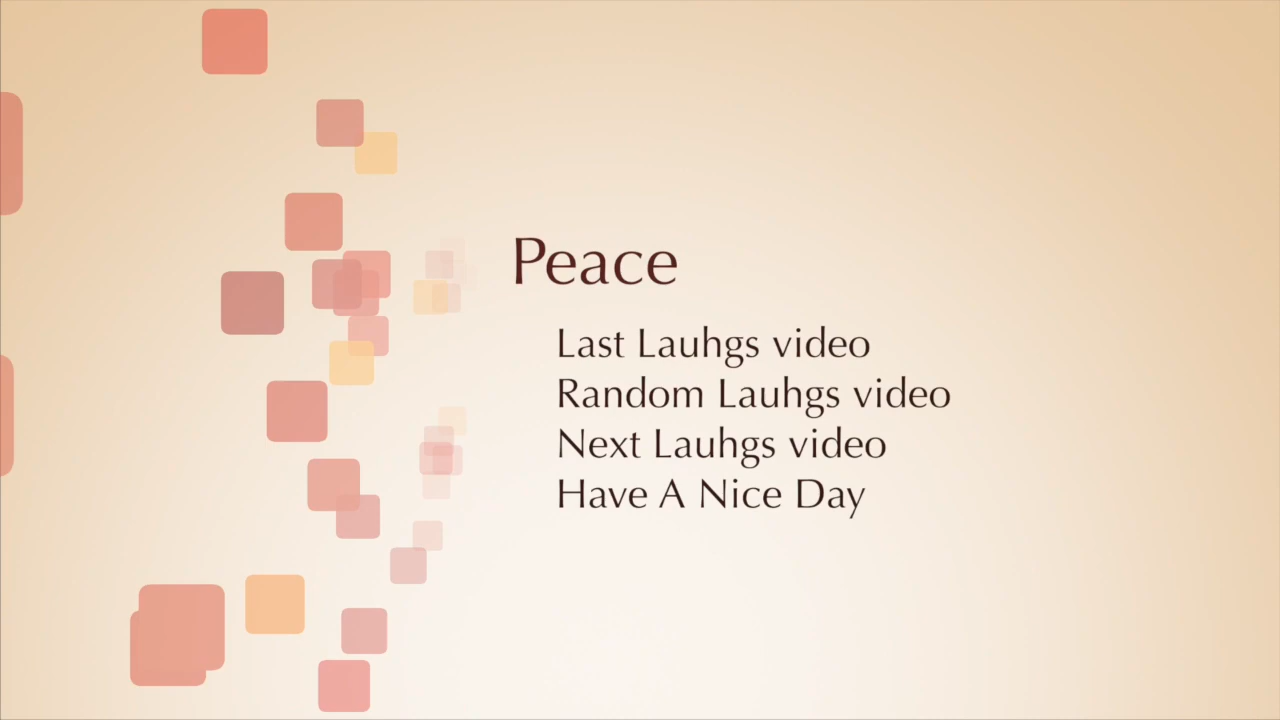 Peace
Last Lauhgs video
Random Lauhgs video
Next Lauhgs video
Have A Nice Day